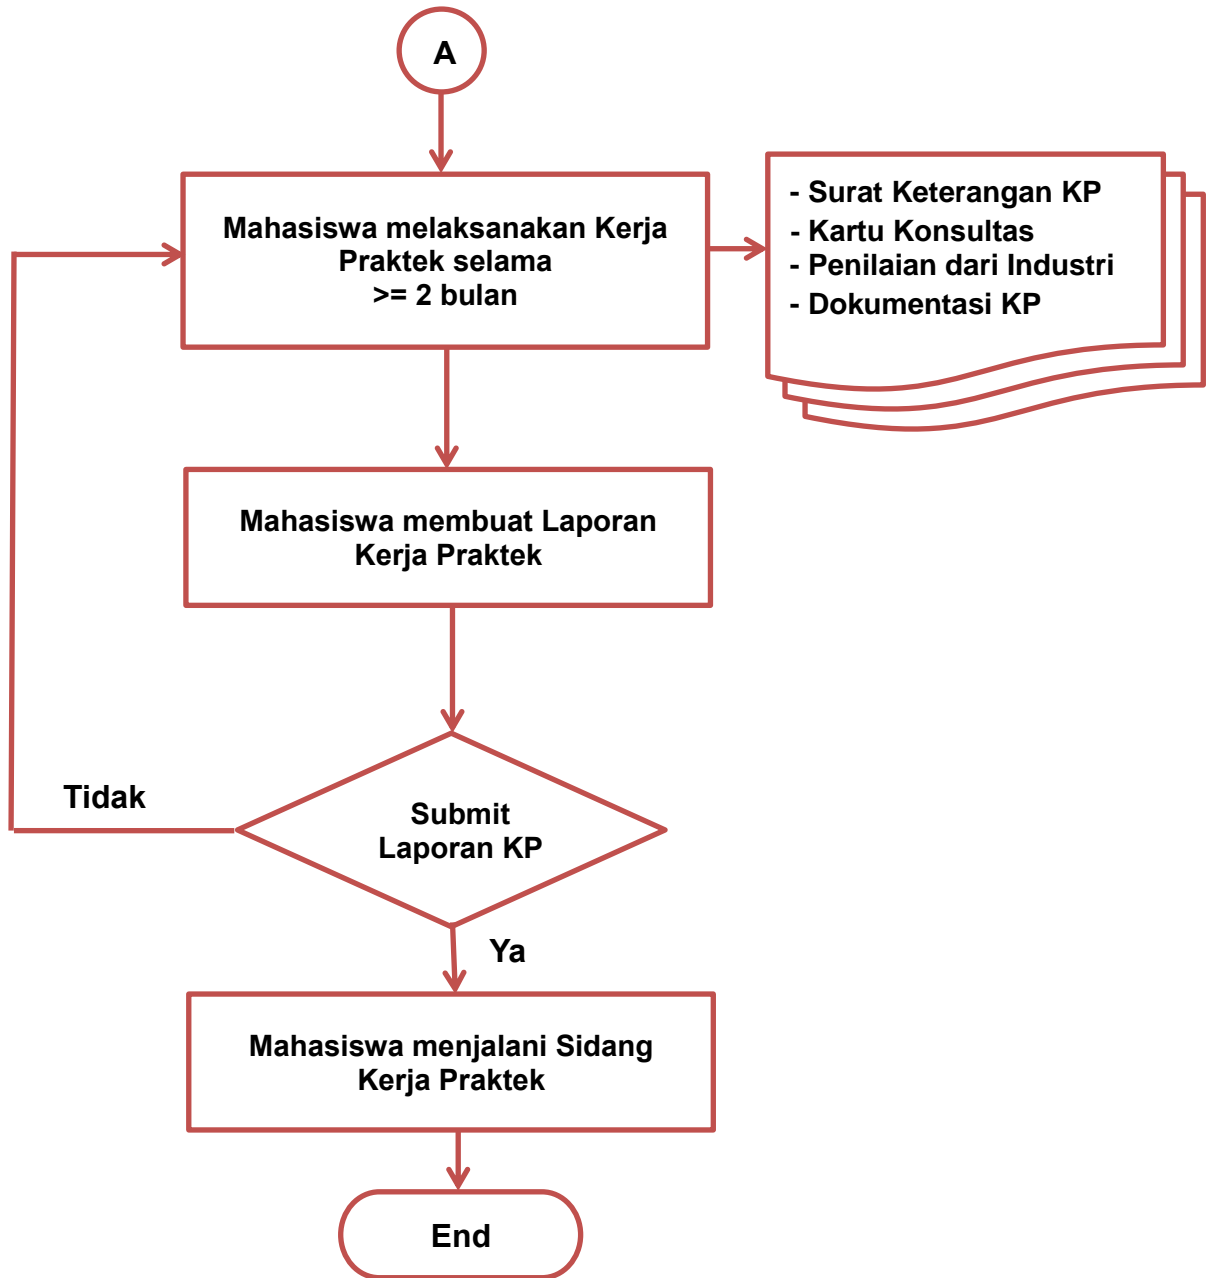 A
Mahasiswa melaksanakan Kerja
Praktek selama
>= 2 bulan
- Surat Keterangan KP
- Kartu Konsultas
- Penilaian dari Industri
- Dokumentasi KP
Mahasiswa membuat Laporan
Kerja Praktek
Tidak
Submit
Laporan KP
Ya
Mahasiswa menjalani Sidang
Kerja Praktek
End